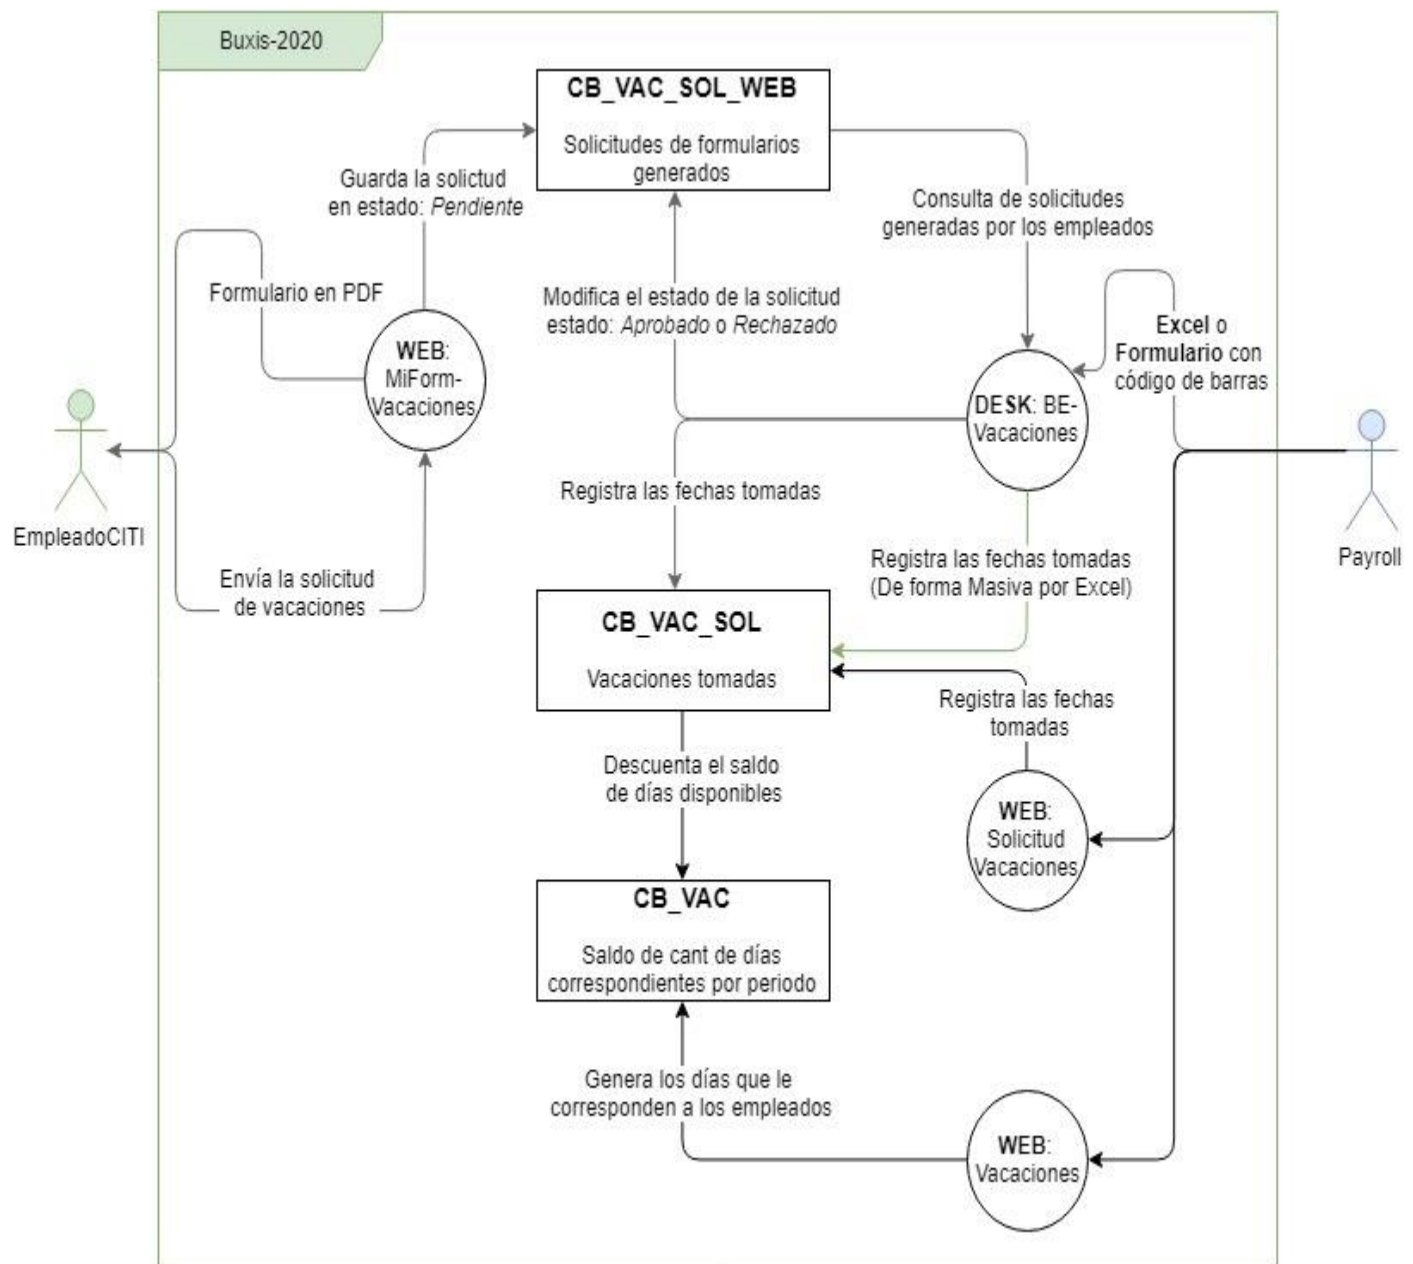 Buxis-2020
CB_VAC_SOL_WEB
Solicitudes de formularios
generados
Guarda la solictud
en estado: Pendiente
Consulta de solicitudes
generadas por los empleados
Formulario en PDF
Modifica el estado de la solicitud
estado: Aprobado o Rechazado
Excel o
Formulario con
código de barras
WEB:
MiForm-
Vacaciones
DESK: BE-
Vacaciones
EmpleadoCITI
Payroll
Registra las fechas tomadas
Envía la solicitud
de vacaciones
Registra las fechas tomadas
(De forma Masiva por Excel)
CB_VAC_SOL
Vacaciones tomadas
Registra las fechas
tomadas
Descuenta el saldo
de días disponibles
WEB:
Solicitud
Vacaciones
CB_VAC
Saldo de cant de días
correspondientes por periodo
Genera los días que le
corresponden a los empleados
WEB:
Vacaciones